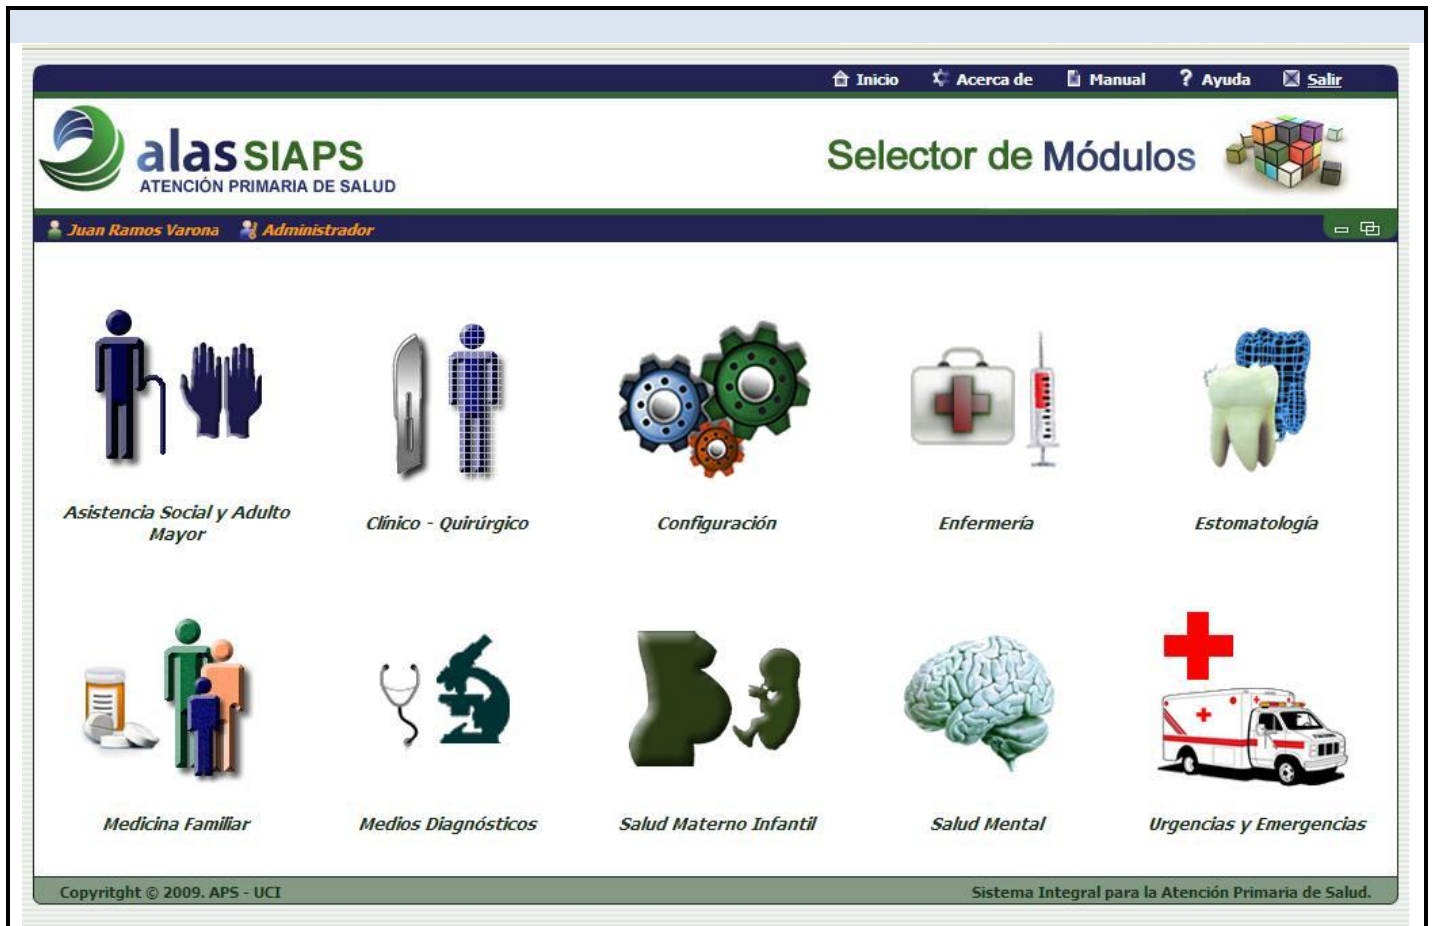 Inicio Acerca de Manual ? Ayuda Salir
alas SIAPS
ATENCIÓN PRIMARIA DE SALUD
Selector de Módulos
Juan Ramos Varona Administrador
Asistencia Social y Adulto
Mayor
Clínico - Quirúrgico
Configuración
Enfermería
Estomatología
Medicina Familiar
Medios Diagnósticos
Salud Materno Infantil
Salud Mental
Urgencias y Emergencias
Copyritght © 2009. APS - UCI
Sistema Integral para la Atención Primaria de Salud.